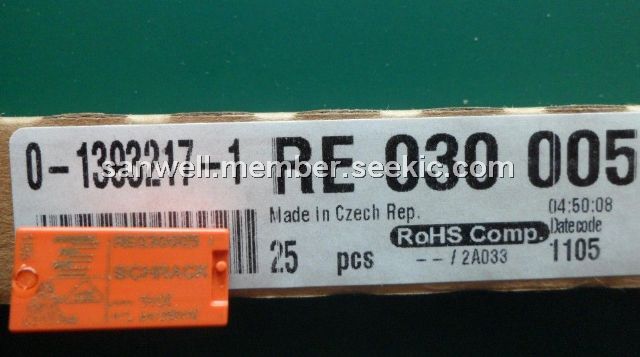 0-1393217-1 RE 030 005
sanwell.member.seekic.com
Made in Czech Rep.
04:50:08
RoHS Comp.
Datecode
25 pcs
--/2A033
1105
SCHRACK